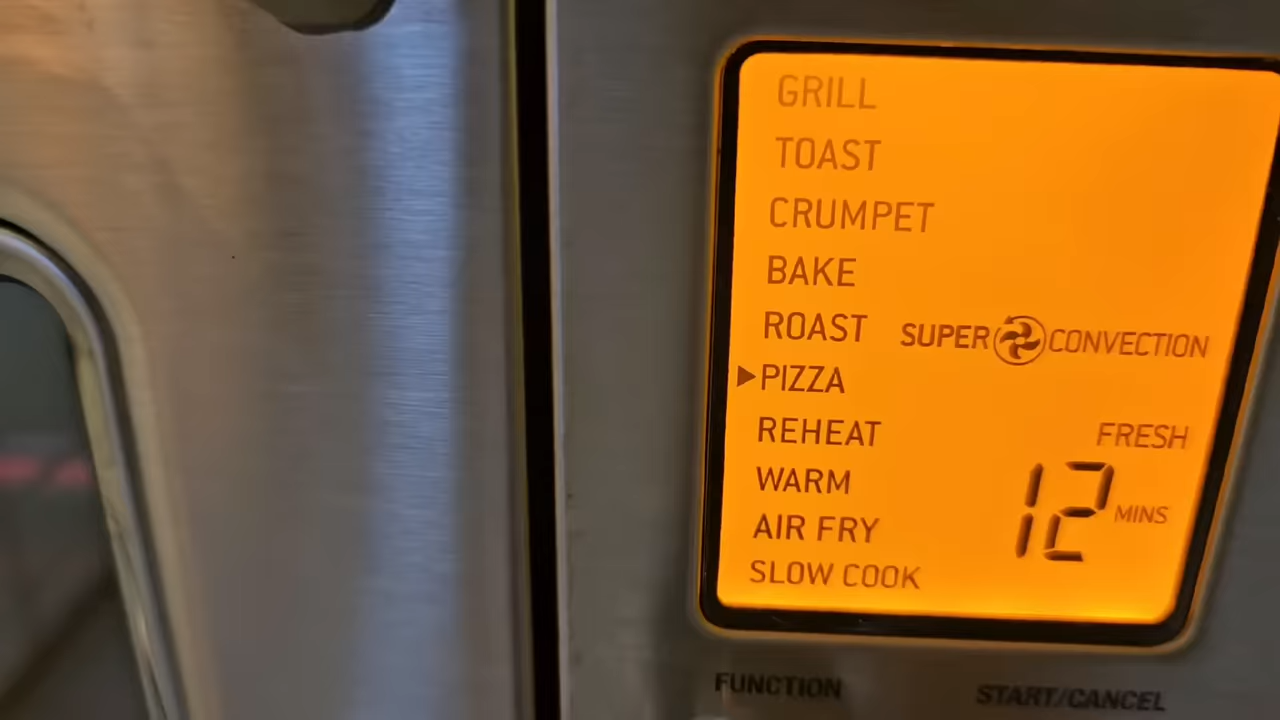 GRILL
TOAST
CRUMPET
BAKE
ROAST SUPER CONVECTION
PIZZA
REHEAT FRESH
WARM
12 MINS
AIR FRY
SLOW COOK
FUNCTION START/CANCEL